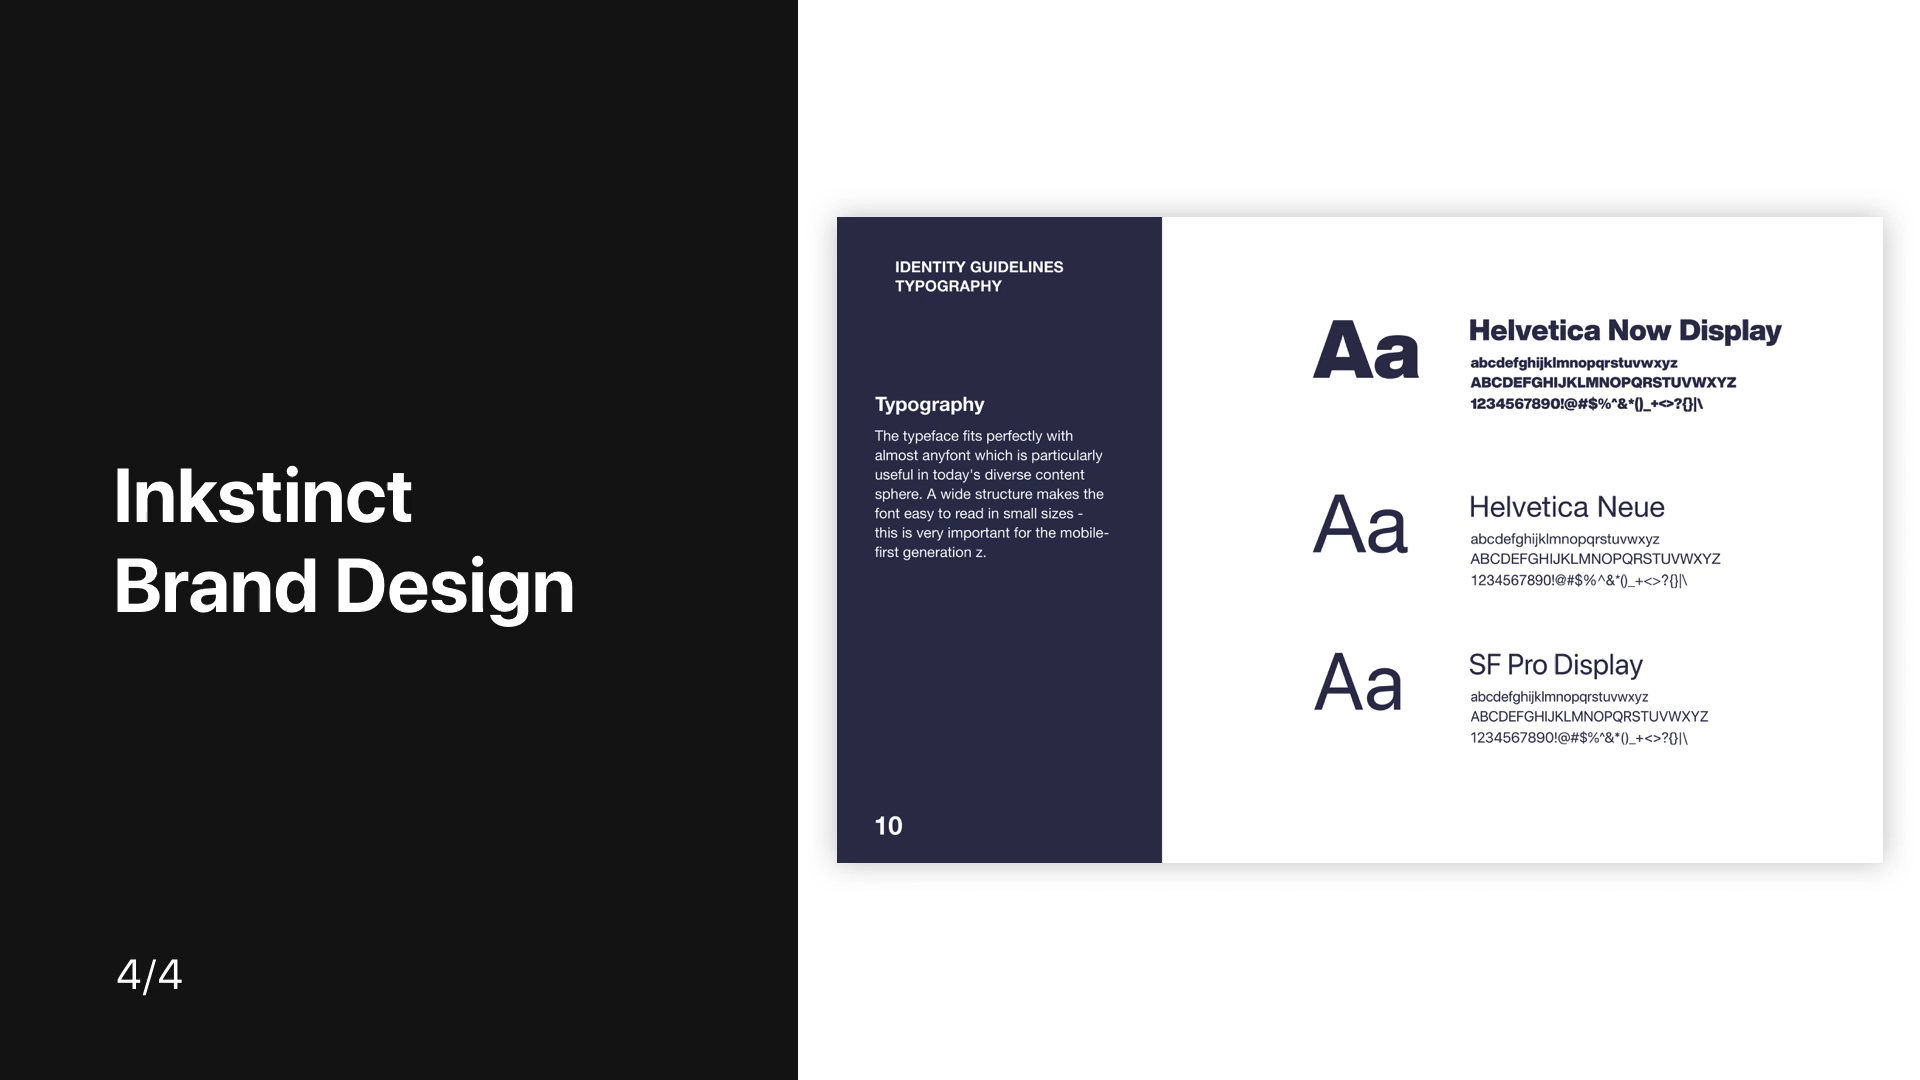 Inkstinct
Brand Design
4/4
IDENTITY GUIDELINES
TYPOGRAPHY
Typography
The typeface fits perfectly with
almost anyfont which is particularly
useful in today's diverse content
sphere. A wide structure makes the
font easy to read in small sizes -
this is very important for the mobile-
first generation z.
10
Aa
Helvetica Now Display
abcdefghijklmnopqrstuvwxyz
ABCDEFGHIJKLMNOPQRSTUVWXYZ
1234567890!@#$%^&*()_+<>?{}|\
Aa
Helvetica Neue
abcdefghijklmnopqrstuvwxyz
ABCDEFGHIJKLMNOPQRSTUVWXYZ
1234567890!@#$%^&*()_+<>?{}|\
Aa
SF Pro Display
abcdefghijklmnopqrstuvwxyz
ABCDEFGHIJKLMNOPQRSTUVWXYZ
1234567890!@#$%^&*()_+<>?{}|\